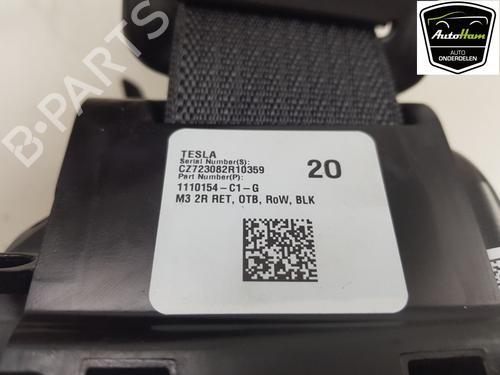 AutoHam
AUTO
ONDERDELEN
B-PARTS
TESLA
Serial Number(S):
CZ723082R10359
20
Part Number(P):
1110154-C1-G
M3 2R RET, OTB, RoW, BLK